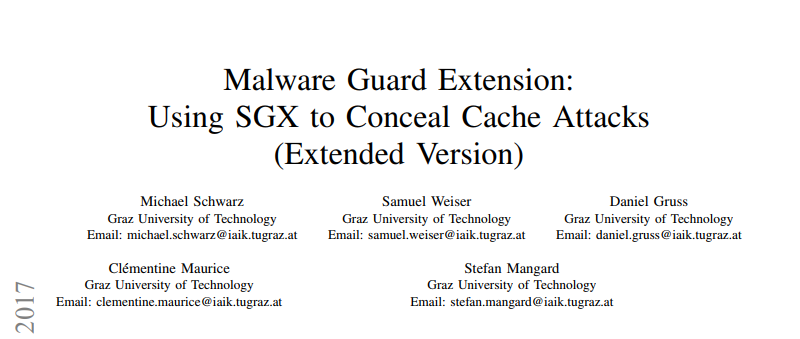 Malware Guard Extension:
Using SGX to Conceal Cache Attacks
(Extended Version)
Michael Schwarz
Graz University of Technology
Email: michael.schwarz@iaik.tugraz.at
Samuel Weiser
Graz University of Technology
Email: samuel.weiser@iaik.tugraz.at
Daniel Gruss
Graz University of Technology
Email: daniel.gruss@iaik.tugraz.at
Clémentine Maurice
Graz University of Technology
Email: clementine.maurice@iaik.tugraz.at
Stefan Mangard
Graz University of Technology
Email: stefan.mangard@iaik.tugraz.at
2017